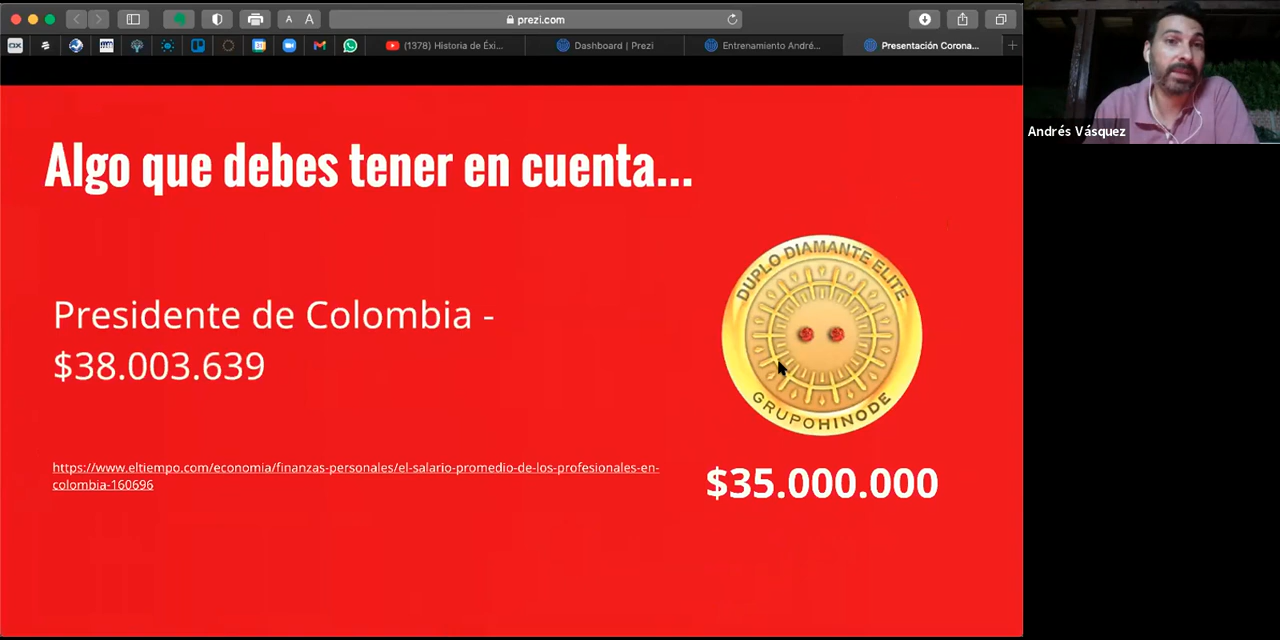 A A
prezi.com
(1378) Historia de Éxi...
Dashboard | Prezi
Entrenamiento André...
Presentación Corona...
Andrés Vásquez
Algo que debes tener en cuenta...
Presidente de Colombia -
$38.003.639
DUPLO DIAMANTE ELITE
GRUPOHINODE
https://www.eltiempo.com/economia/finanzas-personales/el-salario-promedio-de-los-profesionales-en-
colombia-160696
$35.000.000